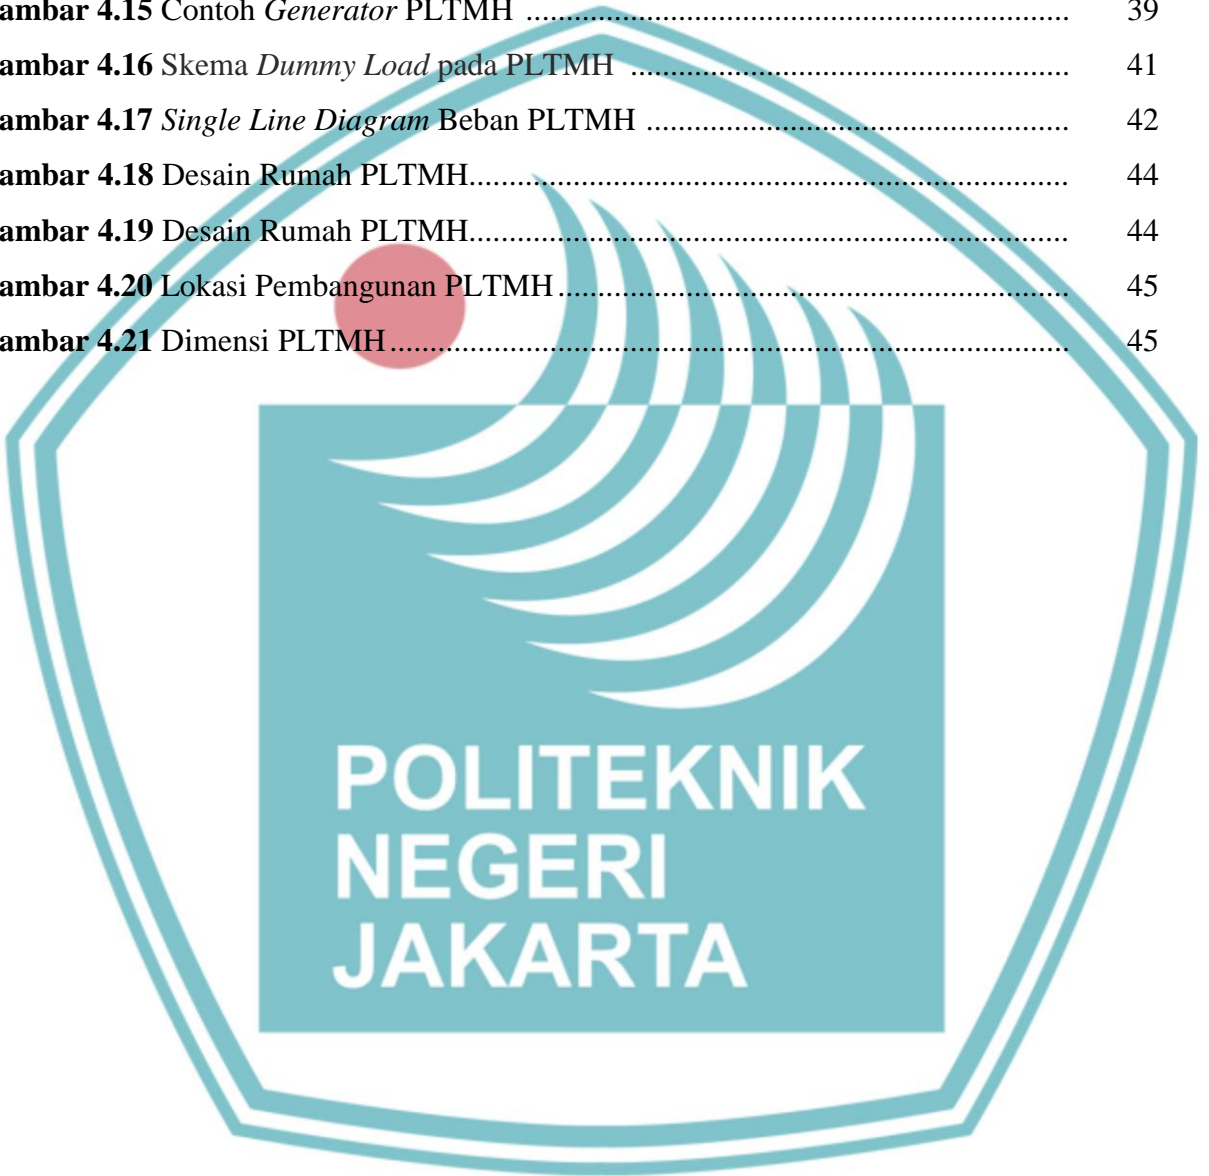 ambar 4.15 Contoh Generator PLTMH ..................................................................... 39
ambar 4.16 Skema Dummy Load pada PLTMH ........................................................ 41
ambar 4.17 Single Line Diagram Beban PLTMH ...................................................... 42
ambar 4.18 Desain Rumah PLTMH............................................................................ 44
ambar 4.19 Desain Rumah PLTMH............................................................................ 44
ambar 4.20 Lokasi Pembangunan PLTMH................................................................. 45
ambar 4.21 Dimensi PLTMH...................................................................................... 45
POLITEKNIK
NEGERI
JAKARTA